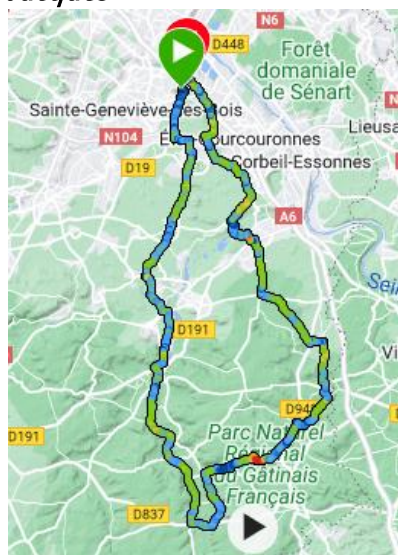 N6
D448
Forêt
domaniale
de Sénart
Sainte-Geneviève-des-Bois
N104
Courcouronnes
Lieusa
D19
Corbeil-Essonnes
A6
Sei
D191
Vi
D94
D191
Parc Naturel
Régional
du Gâtinais
Français
D837